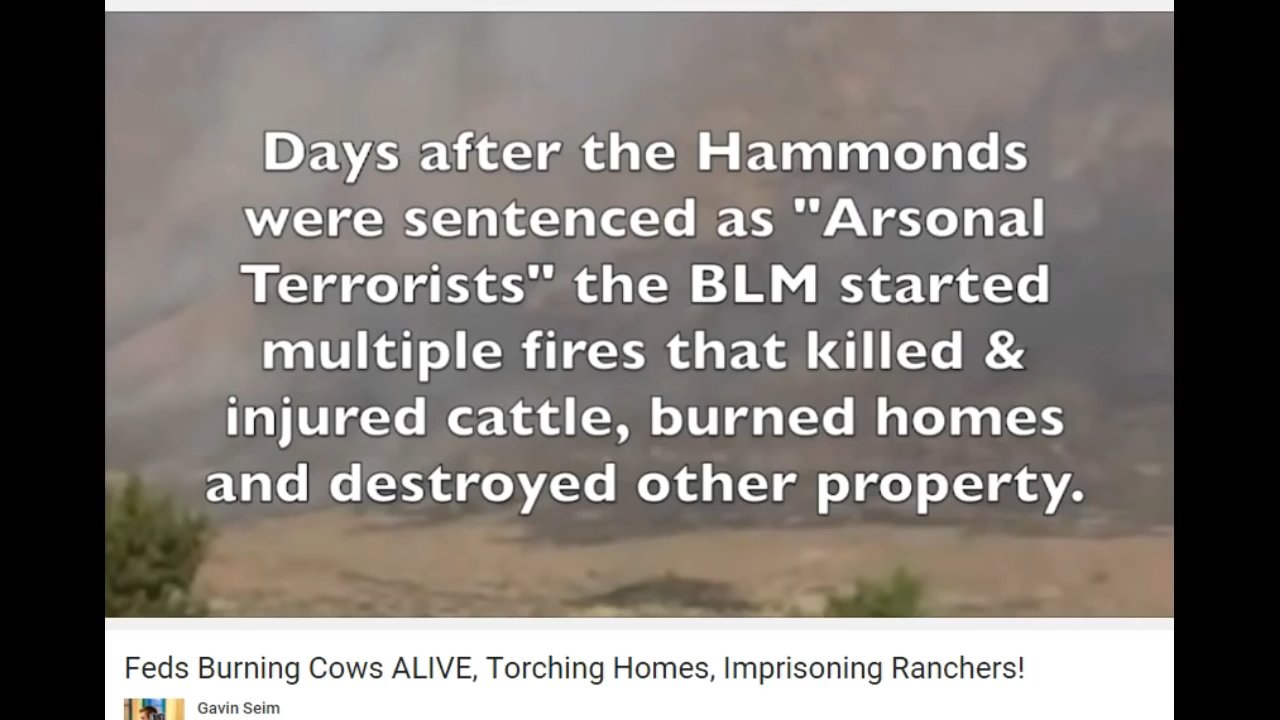 Days after the Hammonds
were sentenced as "Arsonal
Terrorists" the BLM started
multiple fires that killed &
injured cattle, burned homes
and destroyed other property.
Feds Burning Cows ALIVE, Torching Homes, Imprisoning Ranchers!
Gavin Seim